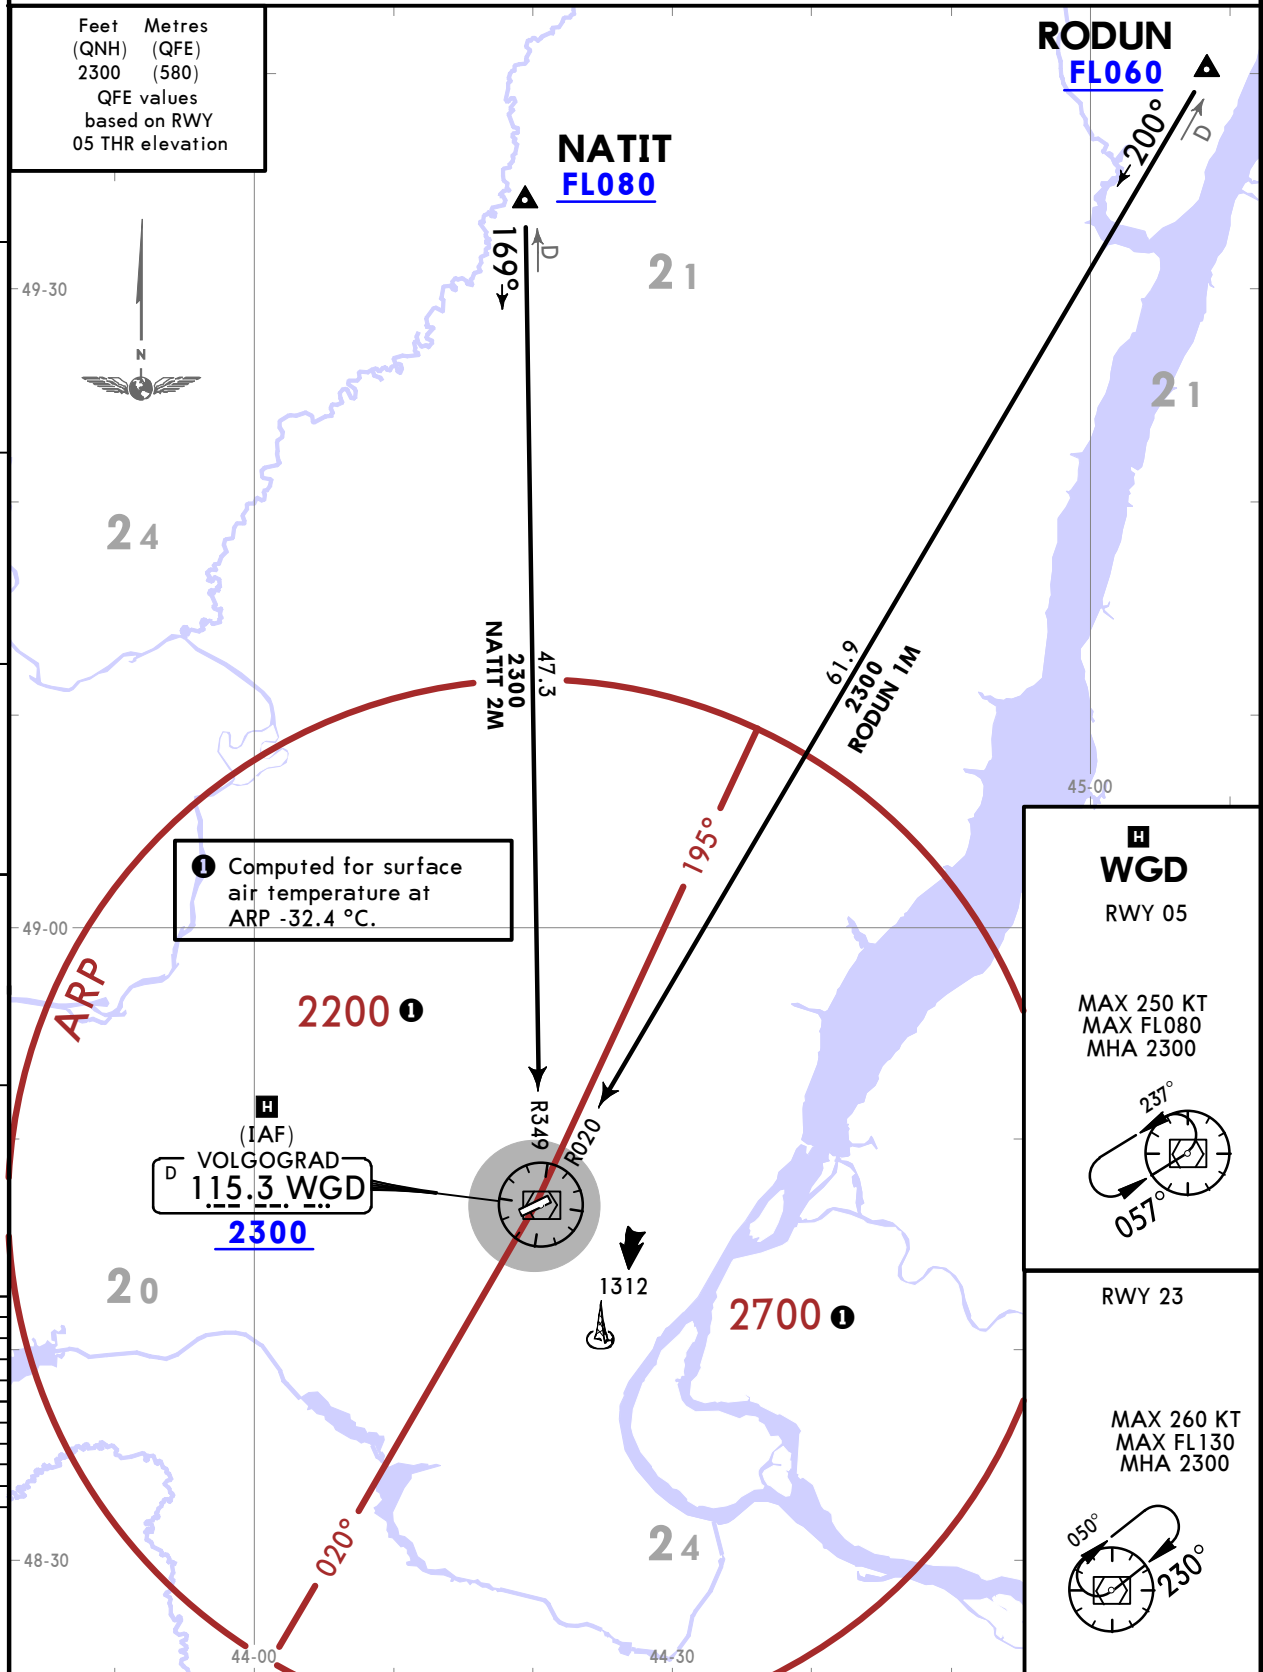 Feet Metres
(QNH) (QFE)
2300 (580)
QFE values
based on RWY
05 THR elevation
RODUN
FL060
200°
D
NATIT
FL080
169°
D
21
49-30
N
21
24
47.3
2300
NATIT 2M
61.9
2300
RODUN 1M
45-00
195°
1 Computed for surface
air temperature at
ARP -32.4 °C.
49-00
ARP
2200 1
H
WGD
RWY 05
MAX 250 KT
MAX FL080
MHA 2300
237°
057°
R349
R020
H
(IAF)
VOLGOGRAD
D 115.3 WGD
2300
20
1312
2700 1
RWY 23
MAX 260 KT
MAX FL130
MHA 2300
050°
230°
020°
24
48-30
44-00
44-30